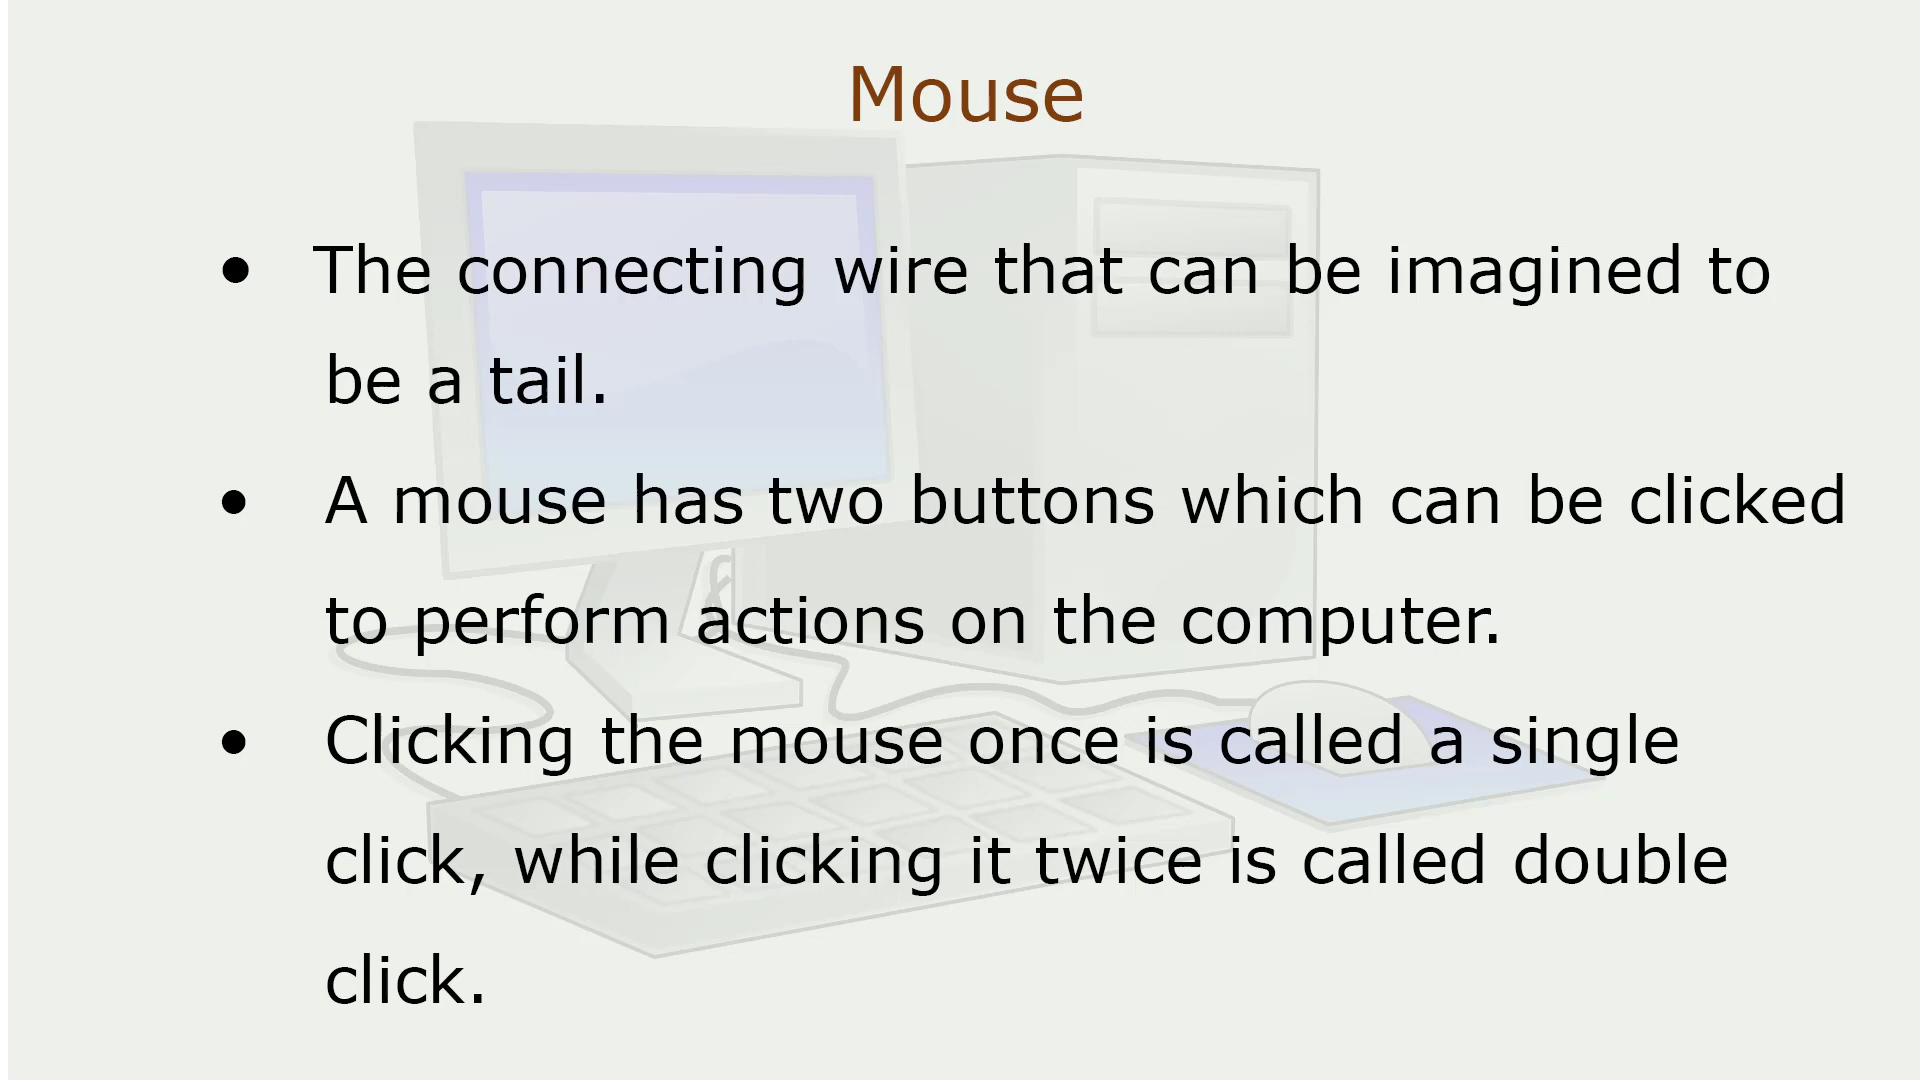 Mouse
• The connecting wire that can be imagined to
be a tail.
• A mouse has two buttons which can be clicked
to perform actions on the computer.
• Clicking the mouse once is called a single
click, while clicking it twice is called double
click.